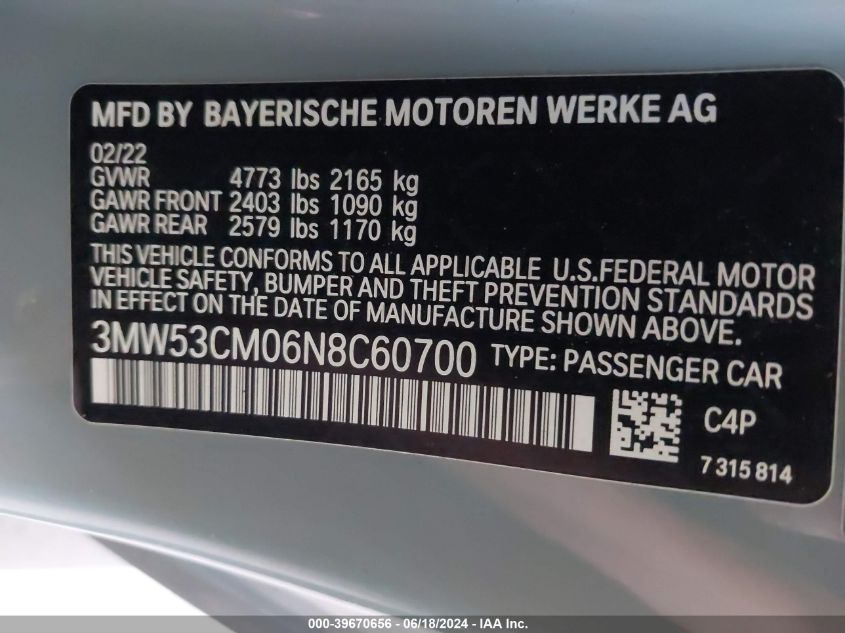 MFD BY BAYERISCHE MOTOREN WERKE AG
02/22
GVWR 4773 lbs 2165 kg
GAWR FRONT 2403 lbs 1090 kg
GAWR REAR 2579 lbs 1170 kg
THIS VEHICLE CONFORMS TO ALL APPLICABLE U.S.FEDERAL MOTOR
VEHICLE SAFETY, BUMPER AND THEFT PREVENTION STANDARDS
IN EFFECT ON THE DATE OF MANUFACTURE SHOWN ABOVE.
3MW53CM06N8C60700 TYPE: PASSENGER CAR
C4P
7315814
000-39670656 - 06/18/2024 - IAA Inc.